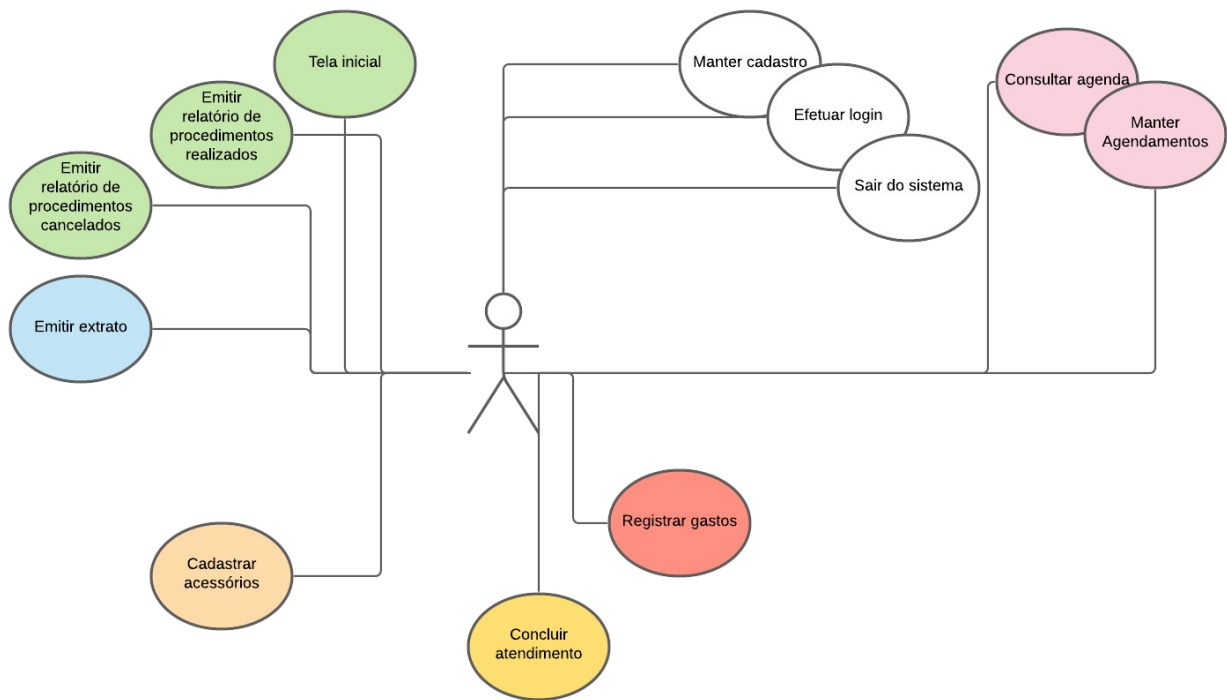 Tela inicial
Manter cadastro
Consultar agenda
Emitir
relatório de
procedimentos
realizados
Efetuar login
Manter
Agendamentos
Emitir
relatório de
procedimentos
cancelados
Sair do sistema
Emitir extrato
Registrar gastos
Cadastrar
acessórios
Concluir
atendimento